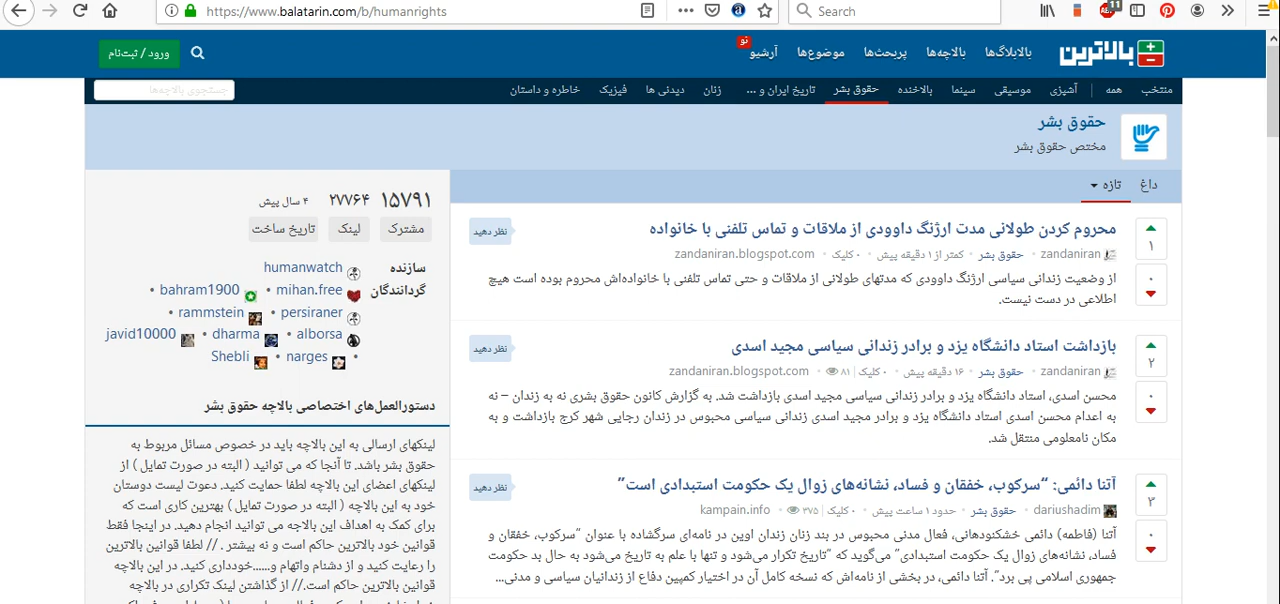 https://www.balatarin.com/b/humanrights
Search
11
بالاترین
بالابلاگ‌ها
بالاچه‌ها
پربحث‌ها
موضوع‌ها
آرشیو
نو
ورود / ثبت‌نام
منتخب
همه
آشپزی
موسیقی
سینما
بالاخنده
حقوق بشر
تاریخ ایران و ...
زنان
دیدنی ها
فیزیک
خاطره و داستان
جستجوی بالاچه‌ها
حقوق بشر
مختص حقوق بشر
داغ
تازه
۱
محروم کردن طولانی مدت ارژنگ داوودی از ملاقات و تماس تلفنی با خانواده
نظر دهید
zandaniran • حقوق بشر • کمتر از ۱ دقیقه پیش • ۰ کلیک • zandaniran.blogspot.com
از وضعیت زندانی سیاسی ارژنگ داوودی که مدتهای طولانی از ملاقات و حتی تماس تلفنی با خانواده‌اش محروم بوده است هیچ
اطلاعی در دست نیست.
۰
۲
بازداشت استاد دانشگاه یزد و برادر زندانی سیاسی مجید اسدی
نظر دهید
zandaniran • حقوق بشر • ۱۶ دقیقه پیش • ۰ کلیک | ۸۱ • zandaniran.blogspot.com
محسن اسدی، استاد دانشگاه یزد و برادر زندانی سیاسی مجید اسدی بازداشت شد. به گزارش کانون حقوق بشری نه به زندان – نه
به اعدام محسن اسدی استاد دانشگاه یزد و برادر مجید اسدی زندانی سیاسی محبوس در زندان رجایی شهر کرج بازداشت و به
مکان نامعلومی منتقل شد.
۰
۳
آتنا دائمی: “سرکوب، خفقان و فساد، نشانه‌های زوال یک حکومت استبدادی است”
نظر دهید
dariushadim • حقوق بشر • حدود ۱ ساعت پیش • ۰ کلیک | ۳۷۵ • kampain.info
آتنا (فاطمه) دائمی خشکنودهانی، فعال مدنی محبوس در بند زنان زندان اوین در نامه‌ای سرگشاده با عنوان “سرکوب، خفقان و
فساد، نشانه‌های زوال یک حکومت استبدادی” می‌گوید که “تاریخ تکرار می‌شود و تنها با علم به تاریخ می‌شود به حال بد حکومت
جمهوری اسلامی پی برد”. آتنا دائمی، در بخشی از نامه‌اش که نسخه کامل آن در اختیار کمپین دفاع از زندانیان سیاسی و مدنی...
۰
۱۵۷۹۱ ۲۷۷۶۴ ۴ سال پیش
مشترک لینک تاریخ ساخت
سازنده humanwatch
گردانندگان mihan.free • bahram1900 •
persiraner • rammstein •
alborsa • dharma • javid10000
• narges • Shebli
دستورالعمل‌های اختصاصی بالاچه حقوق بشر
لینکهای ارسالی به این بالاچه باید در خصوص مسائل مربوط به
حقوق بشر باشد. تا آنجا که می توانید ( البته در صورت تمایل ) از
لینکهای اعضای این بالاچه لطفا حمایت کنید. دعوت لیست دوستان
خود به این بالاچه ( البته در صورت تمایل ) بهترین کاری است که
برای کمک به اهداف این بالاچه می توانید انجام دهید. در اینجا فقط
قوانین خود بالاترین حاکم است و نه بیشتر . // لطفا قوانین بالاترین
را رعایت کنید و از دشنام واتهام و......خودداری کنید. در این بالاچه
قوانین بالاترین حاکم است.// از گذاشتن لینک تکراری در بالاچه